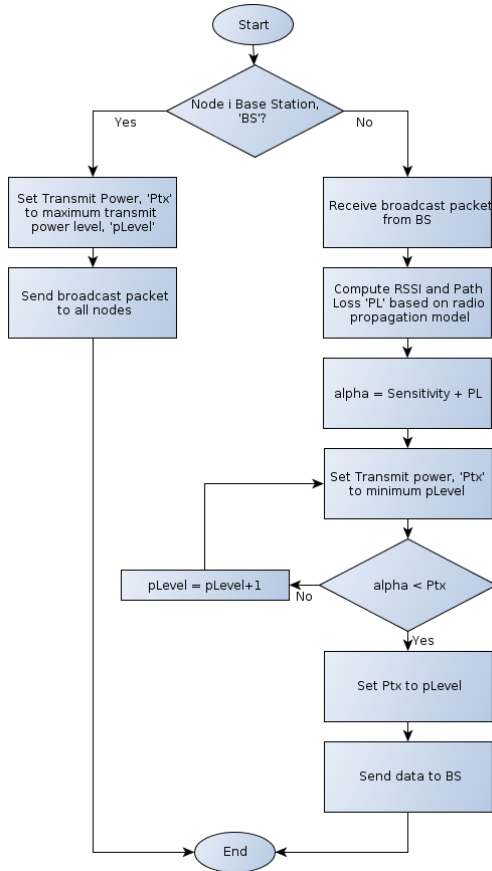 Start
Node i Base Station,
'BS'?
Yes
No
Set Transmit Power, 'Ptx'
to maximum transmit
power level, 'pLevel'
Send broadcast packet
to all nodes
Receive broadcast packet
from BS
Compute RSSI and Path
Loss 'PL' based on radio
propagation model
alpha = Sensitivity + PL
Set Transmit power, 'Ptx'
to minimum pLevel
alpha < Ptx
No
pLevel = pLevel+1
Yes
Set Ptx to pLevel
Send data to BS
End